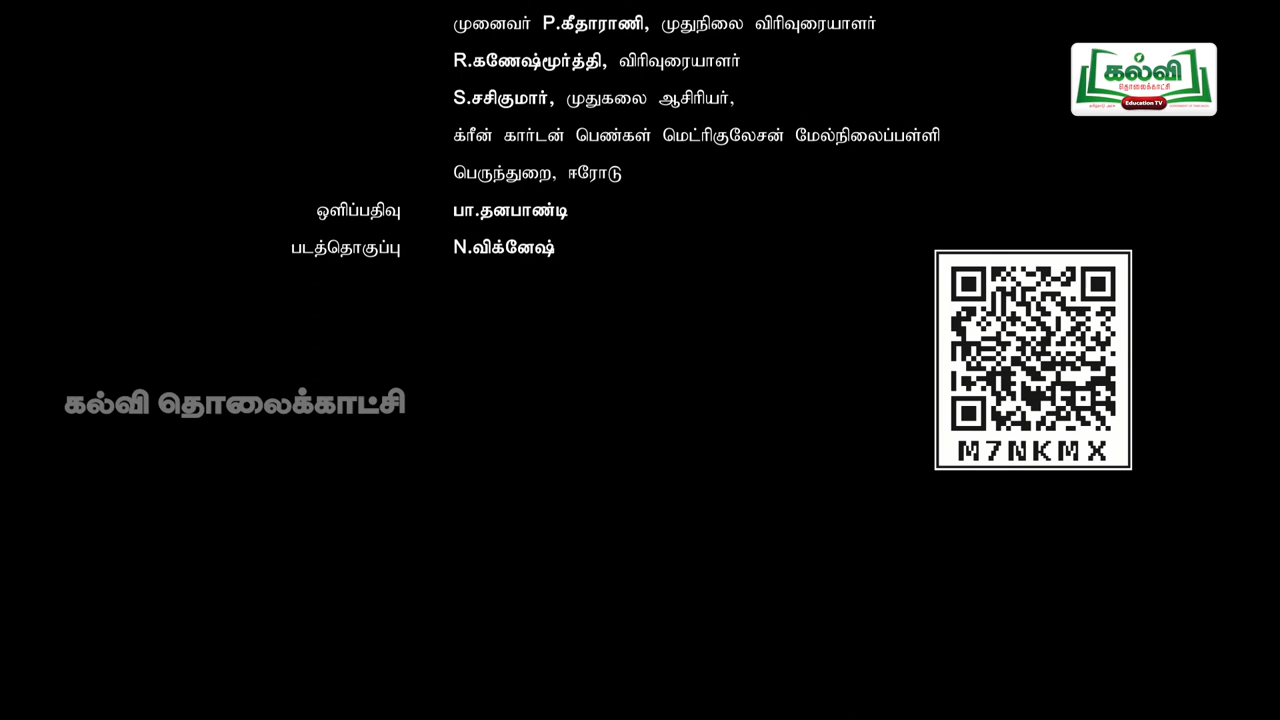 முனைவர் P.கீதாராணி, முதுநிலை விரிவுரையாளர்
R.கணேஷ்மூர்த்தி, விரிவுரையாளர்
S.சசிகுமார், முதுகலை ஆசிரியர்,
க்ரீன் கார்டன் பெண்கள் மெட்ரிகுலேசன் மேல்நிலைப்பள்ளி
பெருந்துறை, ஈரோடு
ஒளிப்பதிவு பா.தனபாண்டி
படத்தொகுப்பு N.விக்னேஷ்
கல்வி
தொலைக்காட்சி
Education TV
கல்வி தொலைக்காட்சி
M7NKMX